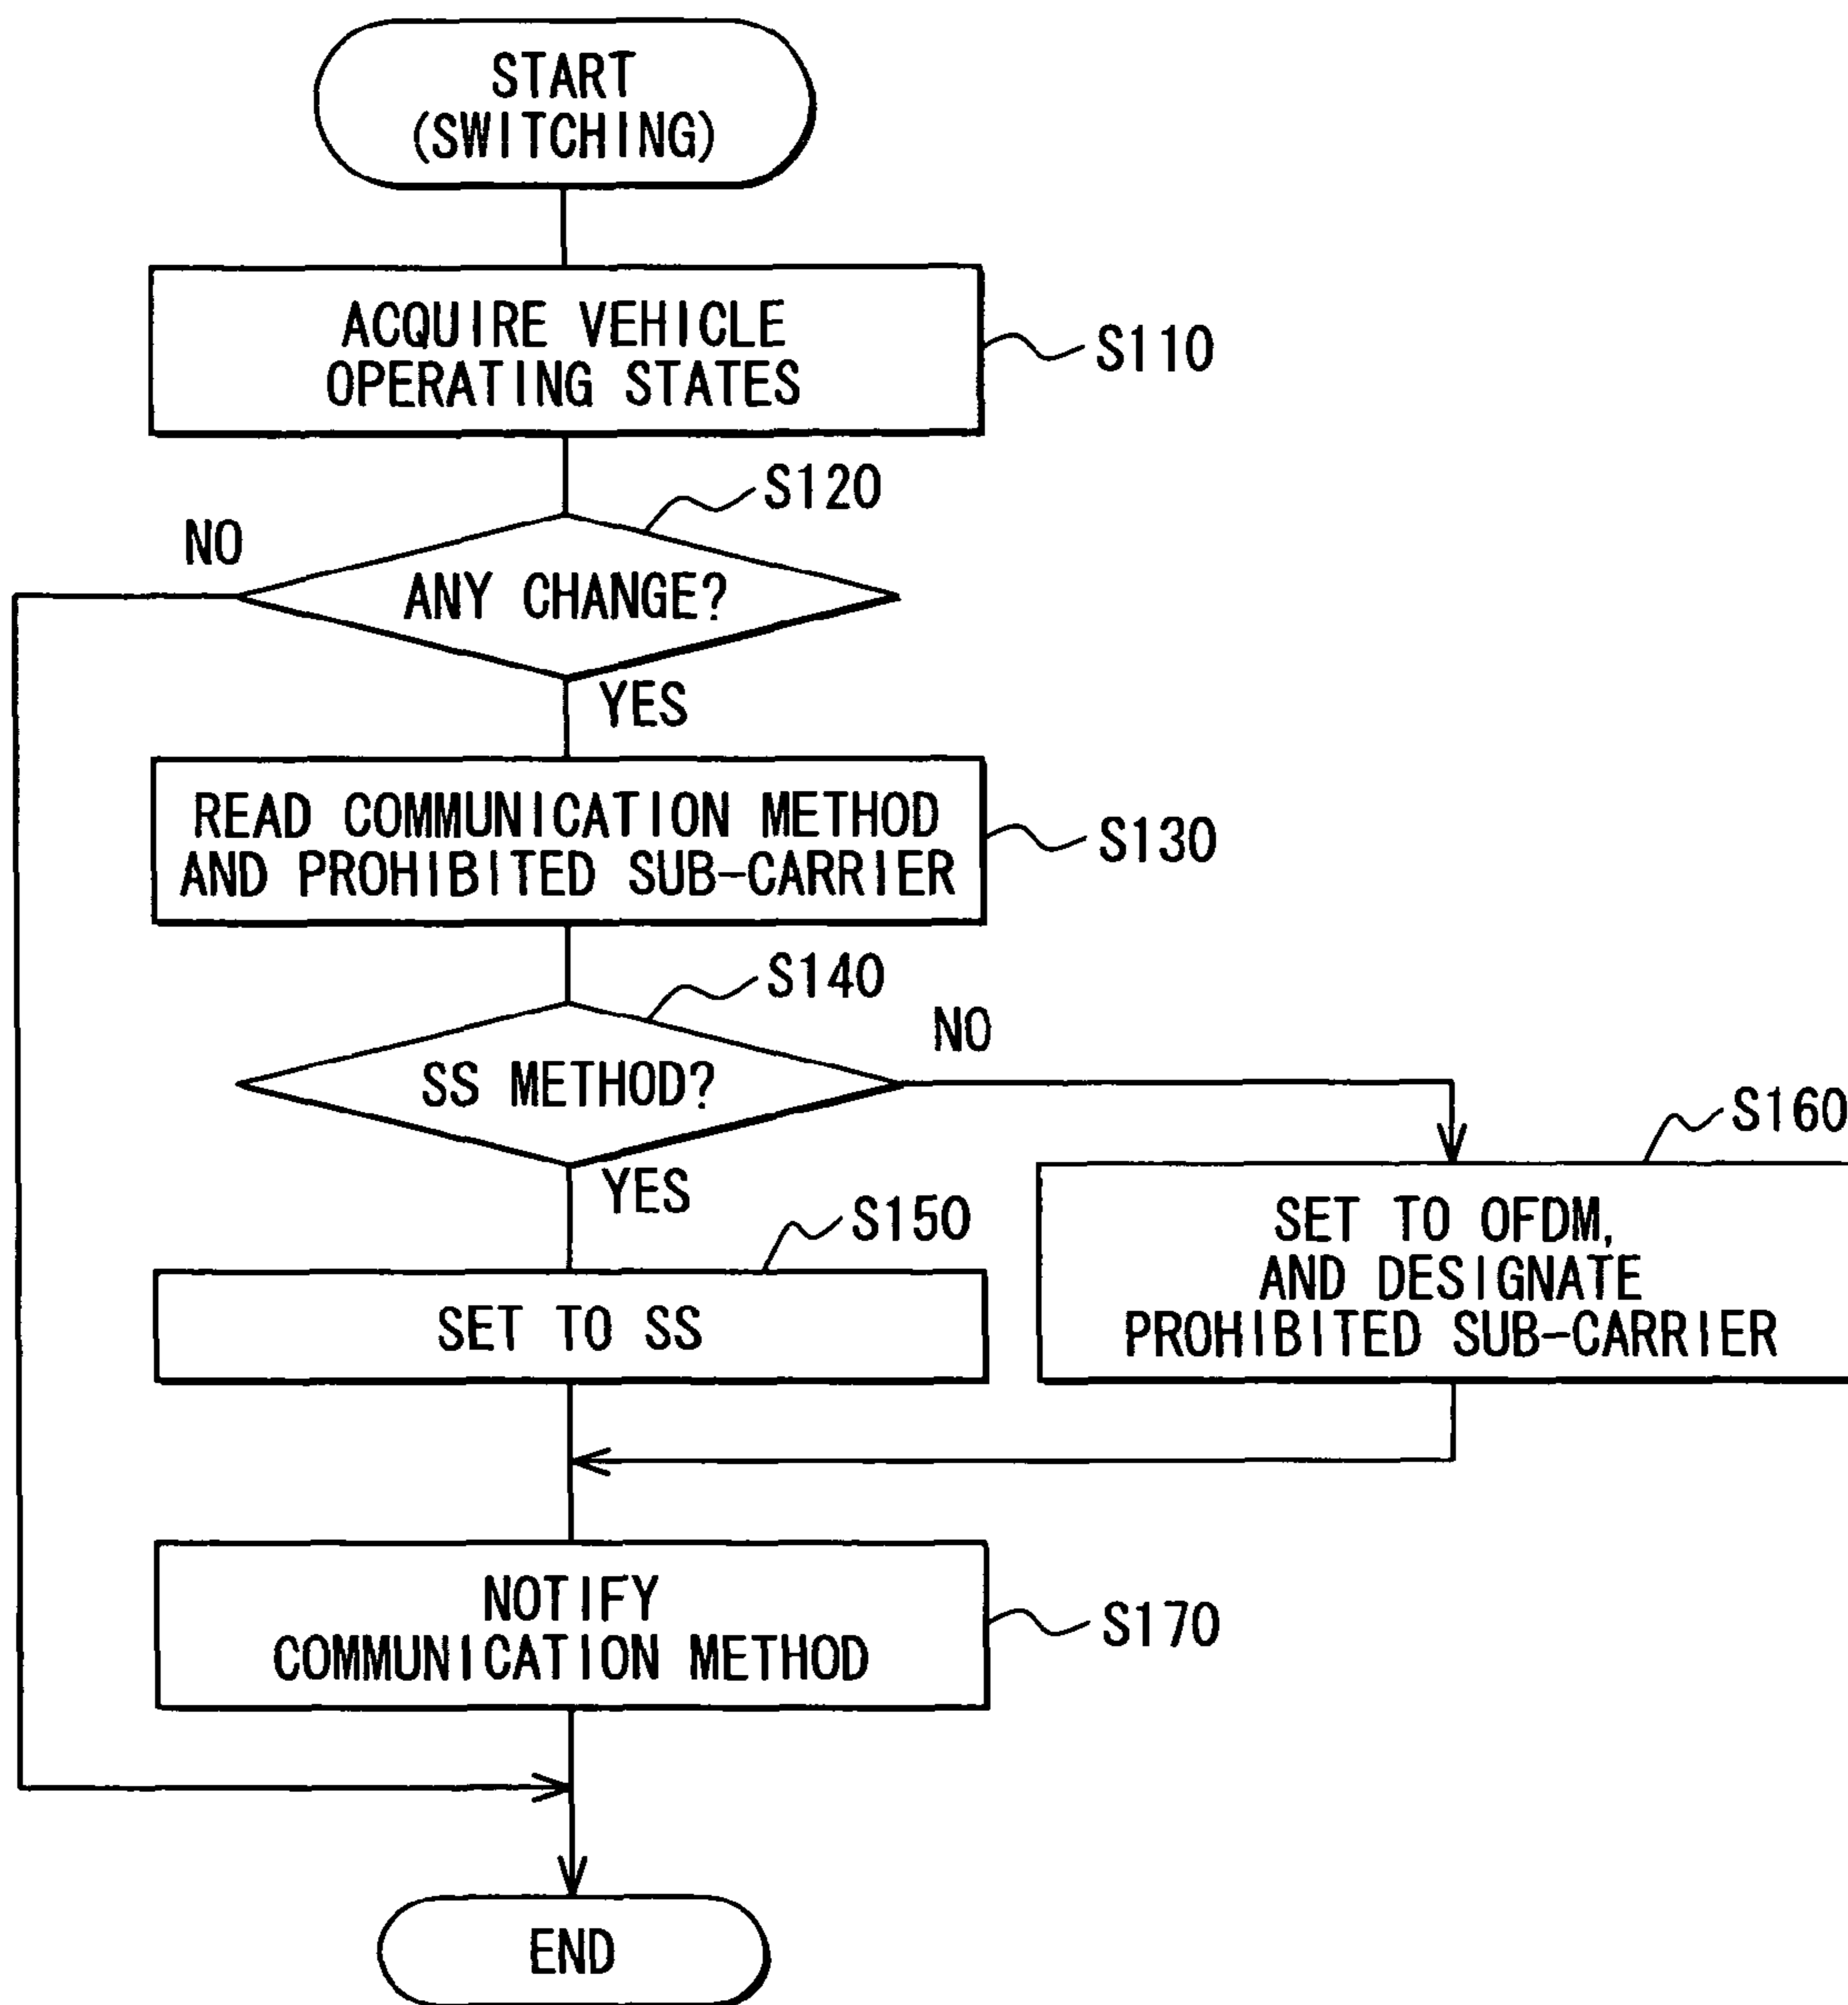 START
(SWITCHING)
ACQUIRE VEHICLE
OPERATING STATES
S110
S120
NO
ANY CHANGE?
YES
READ COMMUNICATION METHOD
AND PROHIBITED SUB-CARRIER
S130
S140
NO
SS METHOD?
YES
S160
SET TO OFDM,
AND DESIGNATE
PROHIBITED SUB-CARRIER
S150
SET TO SS
NOTIFY
COMMUNICATION METHOD
S170
END